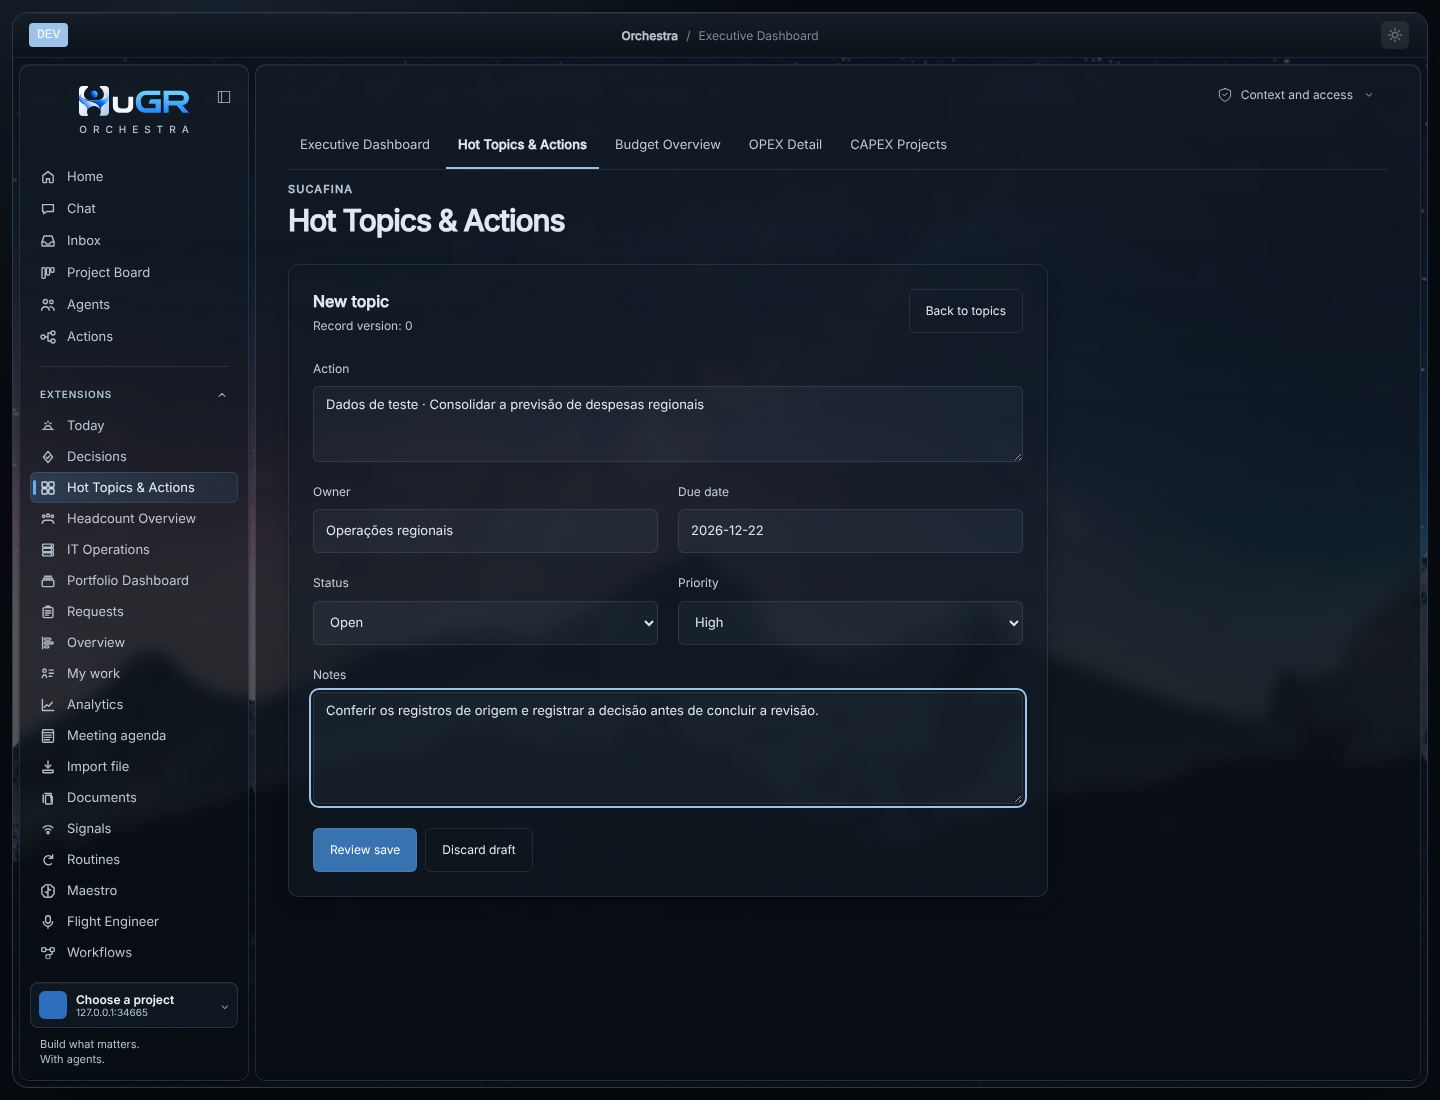 DEV
Orchestra / Executive Dashboard
HuGR
ORCHESTRA
Context and access
Home
Chat
Inbox
Project Board
Agents
Actions
EXTENSIONS
Today
Decisions
Hot Topics & Actions
Headcount Overview
IT Operations
Portfolio Dashboard
Requests
Overview
My work
Analytics
Meeting agenda
Import file
Documents
Signals
Routines
Maestro
Flight Engineer
Workflows
Choose a project
127.0.0.1:34665
Build what matters.
With agents.
Executive Dashboard Hot Topics & Actions Budget Overview OPEX Detail CAPEX Projects
SUCAFINA
Hot Topics & Actions
New topic
Record version: 0
Back to topics
Action
Dados de teste · Consolidar a previsão de despesas regionais
Owner Due date
Operações regionais 2026-12-22
Status Priority
Open High
Notes
Conferir os registros de origem e registrar a decisão antes de concluir a revisão.
Review save Discard draft